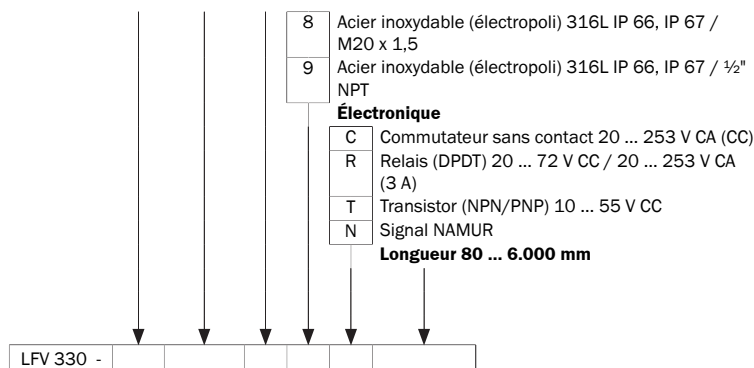 8 Acier inoxydable (électropoli) 316L IP 66, IP 67 /
M20 x 1,5
9 Acier inoxydable (électropoli) 316L IP 66, IP 67 / ½"
NPT
Électronique
C Commutateur sans contact 20 ... 253 V CA (CC)
R Relais (DPDT) 20 ... 72 V CC / 20 ... 253 V CA
(3 A)
T Transistor (NPN/PNP) 10 ... 55 V CC
N Signal NAMUR
Longueur 80 ... 6.000 mm
LFV 330 -